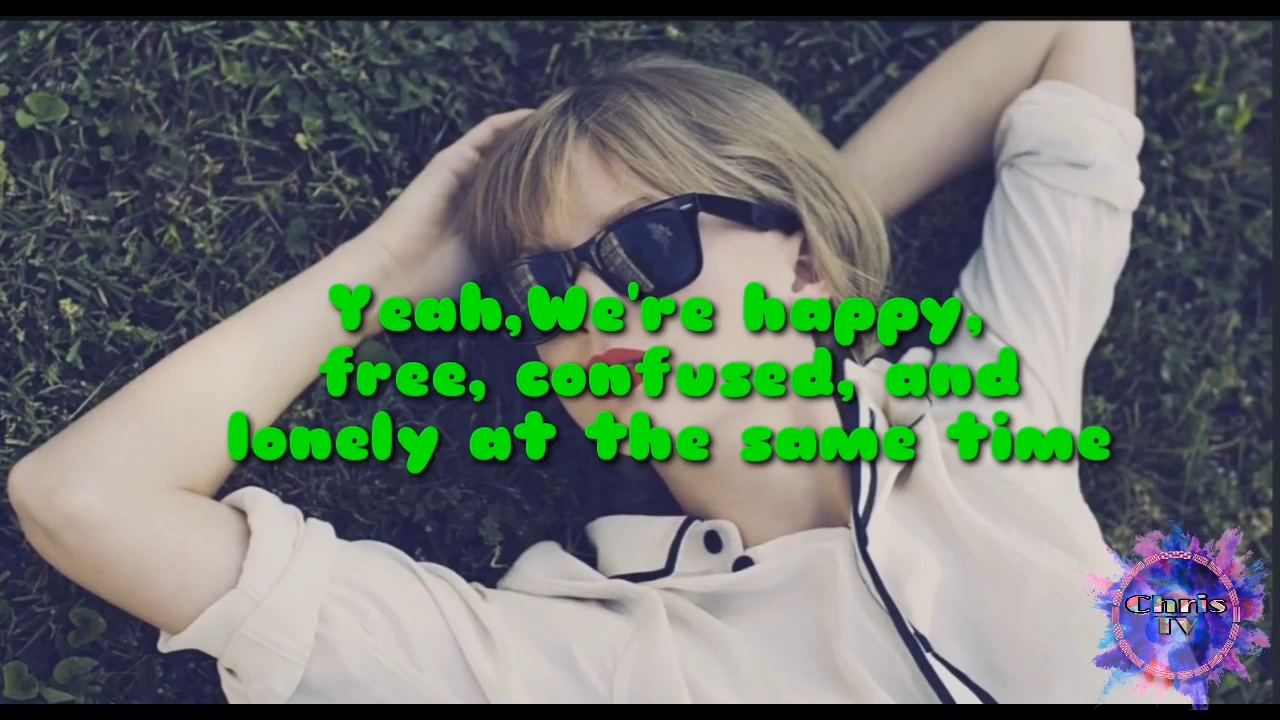 Yeah,We're happy,
free, confused, and
lonely at the same time
Chris
TV